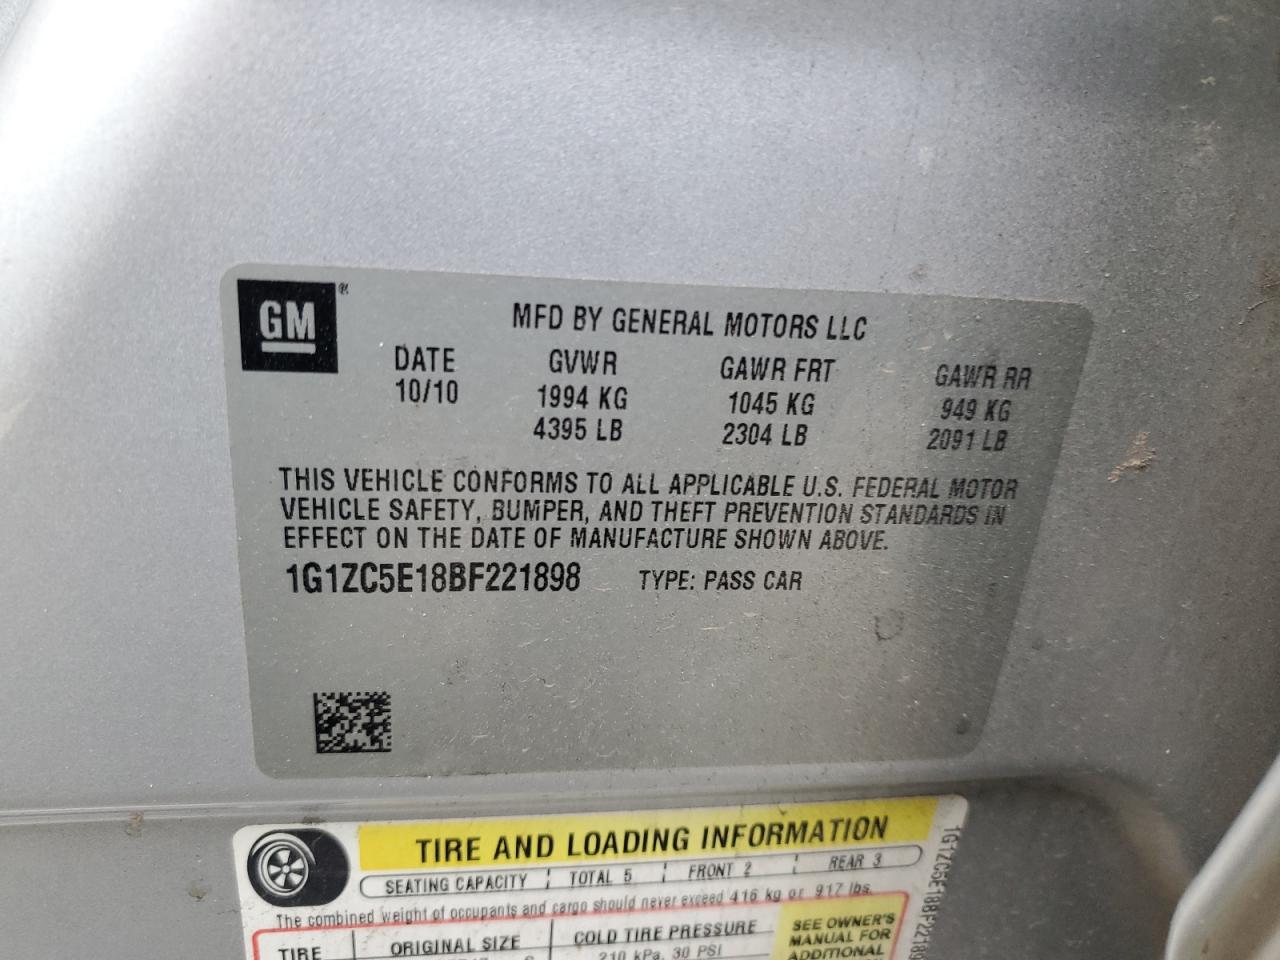 GM®
MFD BY GENERAL MOTORS LLC
DATE GVWR GAWR FRT GAWR RR
10/10 1994 KG 1045 KG 949 KG
4395 LB 2304 LB 2091 LB
THIS VEHICLE CONFORMS TO ALL APPLICABLE U.S. FEDERAL MOTOR
VEHICLE SAFETY, BUMPER, AND THEFT PREVENTION STANDARDS IN
EFFECT ON THE DATE OF MANUFACTURE SHOWN ABOVE.
1G1ZC5E18BF221898 TYPE: PASS CAR
TIRE AND LOADING INFORMATION
SEATING CAPACITY TOTAL 5 FRONT 2 REAR 3
The combined weight of occupants and cargo should never exceed 416 kg or 917 lbs.
TIRE ORIGINAL SIZE COLD TIRE PRESSURE
210 kPa, 30 PSI
SEE OWNER'S
MANUAL FOR
ADDITIONAL